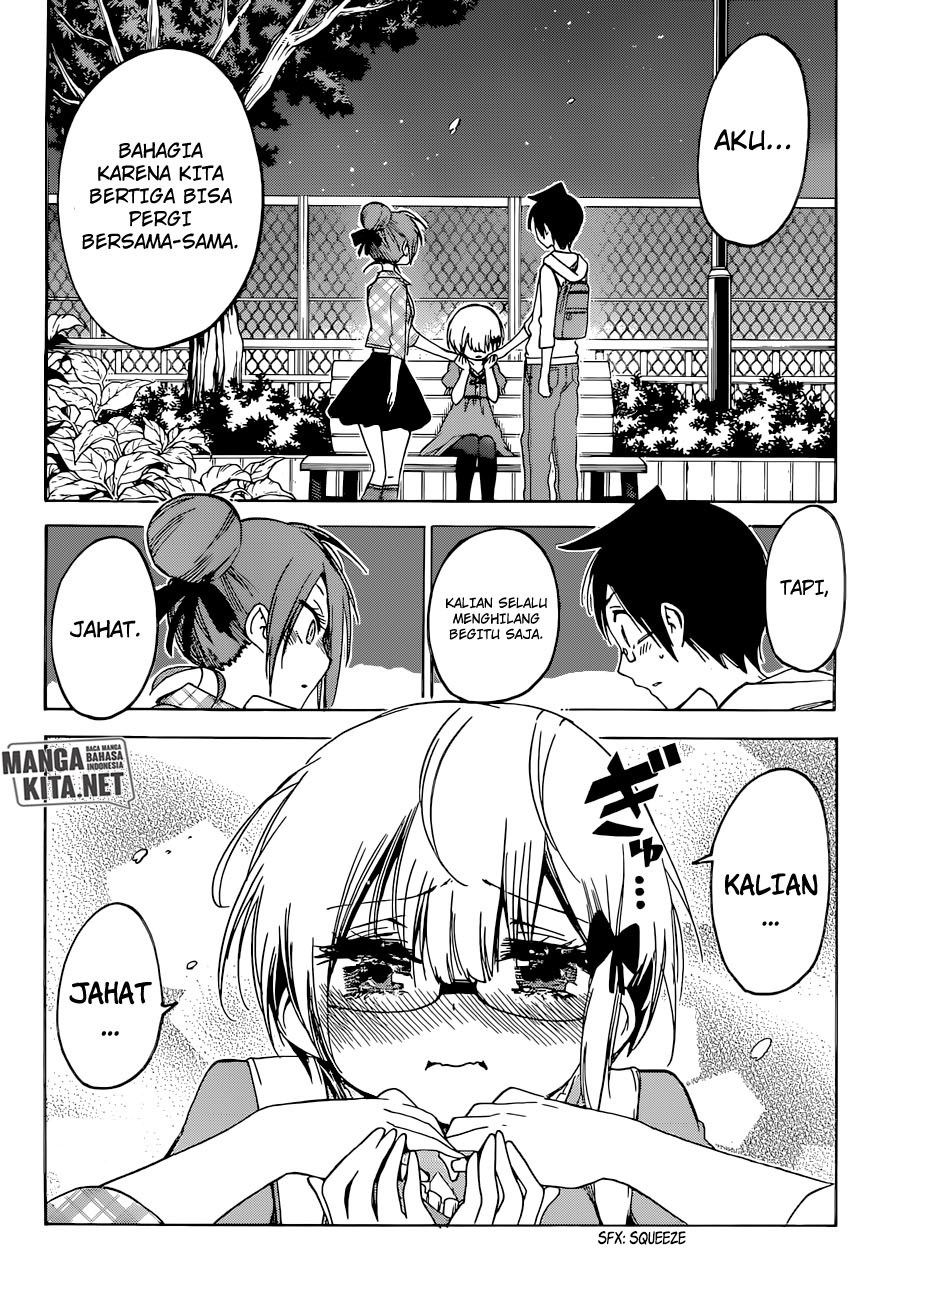 AKU...
BAHAGIA
KARENA KITA
BERTIGA BISA
PERGI
BERSAMA-SAMA.
TAPI,
KALIAN SELALU
MENGHILANG
BEGITU SAJA.
JAHAT.
MANGA
KITA.NET
BACA MANGA
BAHASA
INDONESIA
ギュ…
KALIAN
...
JAHAT
...
SFX: SQUEEZE